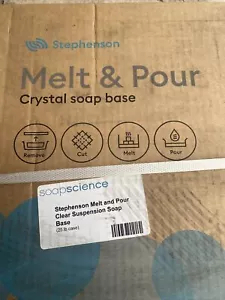 Stephenson
Melt & Pour
Crystal soap base
Remove Cut Melt Pour
soapscience
Stephenson Melt and Pour
Clear Suspension Soap
Base
(25 lb case)